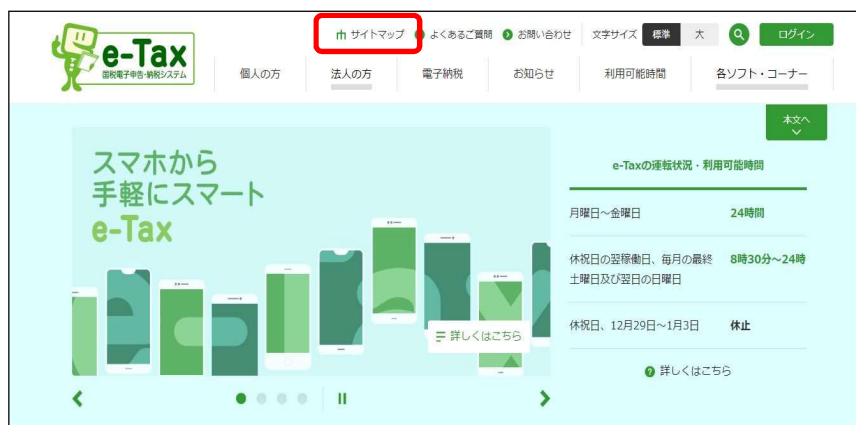 サイトマップ
よくあるご質問
お問い合わせ
文字サイズ
標準
大
ログイン
e-Tax
国税電子申告・納税システム
個人の方
法人の方
電子納税
お知らせ
利用可能時間
各ソフト・コーナー
本文へ
スマホから
手軽にスマート
e-Tax
詳しくはこちら
e-Taxの運転状況・利用可能時間
月曜日～金曜日 24時間
休祝日の翌稼働日、毎月の最終 8時30分～24時
土曜日及び翌日の日曜日
休祝日、12月29日～1月3日 休止
詳しくはこちら